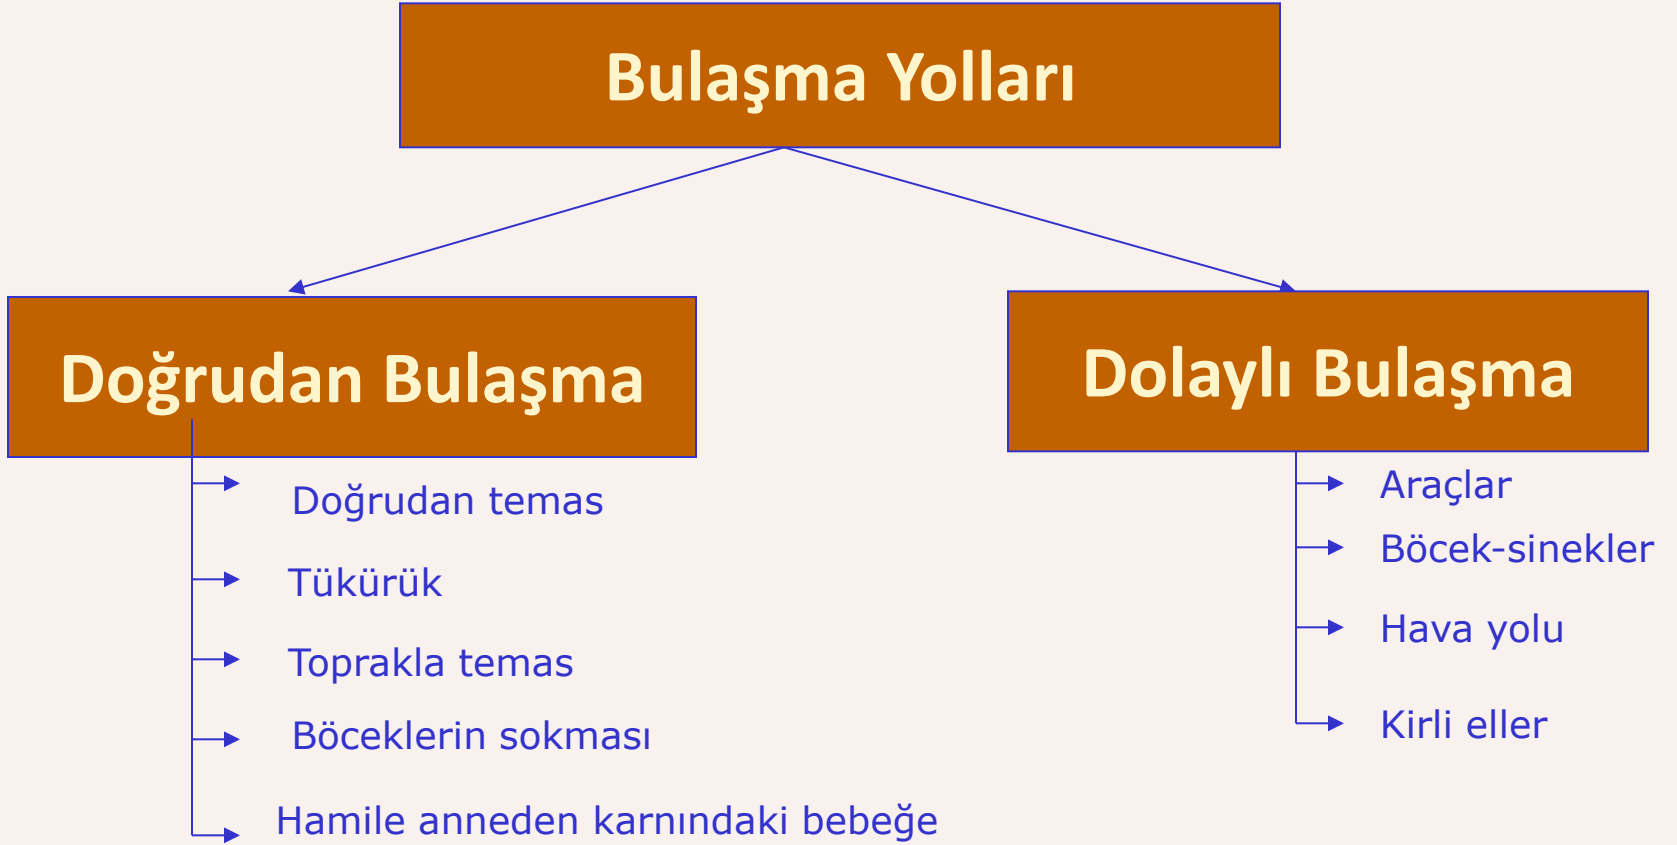 Bulaşma Yolları
Doğrudan Bulaşma
Doğrudan temas
Tükürük
Toprakla temas
Böceklerin sokması
Hamile anneden karnındaki bebeğe
Dolaylı Bulaşma
Araçlar
Böcek-sinekler
Hava yolu
Kirli eller